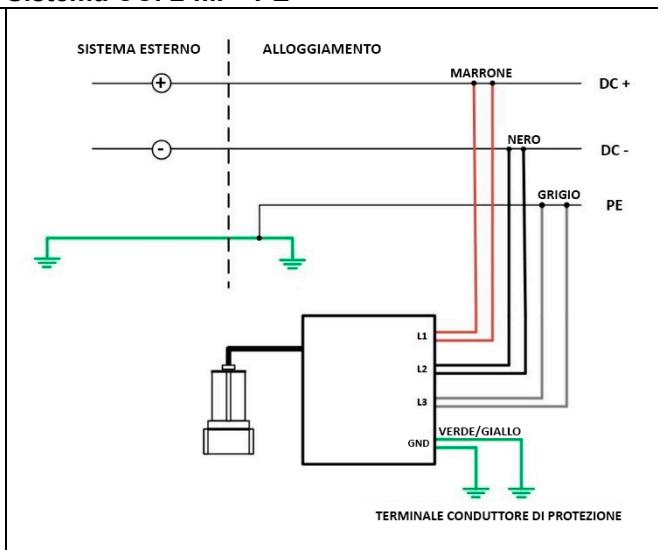 SISTEMA ESTERNO
ALLOGGIAMENTO
MARRONE
DC +
+
NERO
DC -
-
GRIGIO
PE
L1
L2
L3
VERDE/GIALLO
GND
TERMINALE CONDUTTORE DI PROTEZIONE